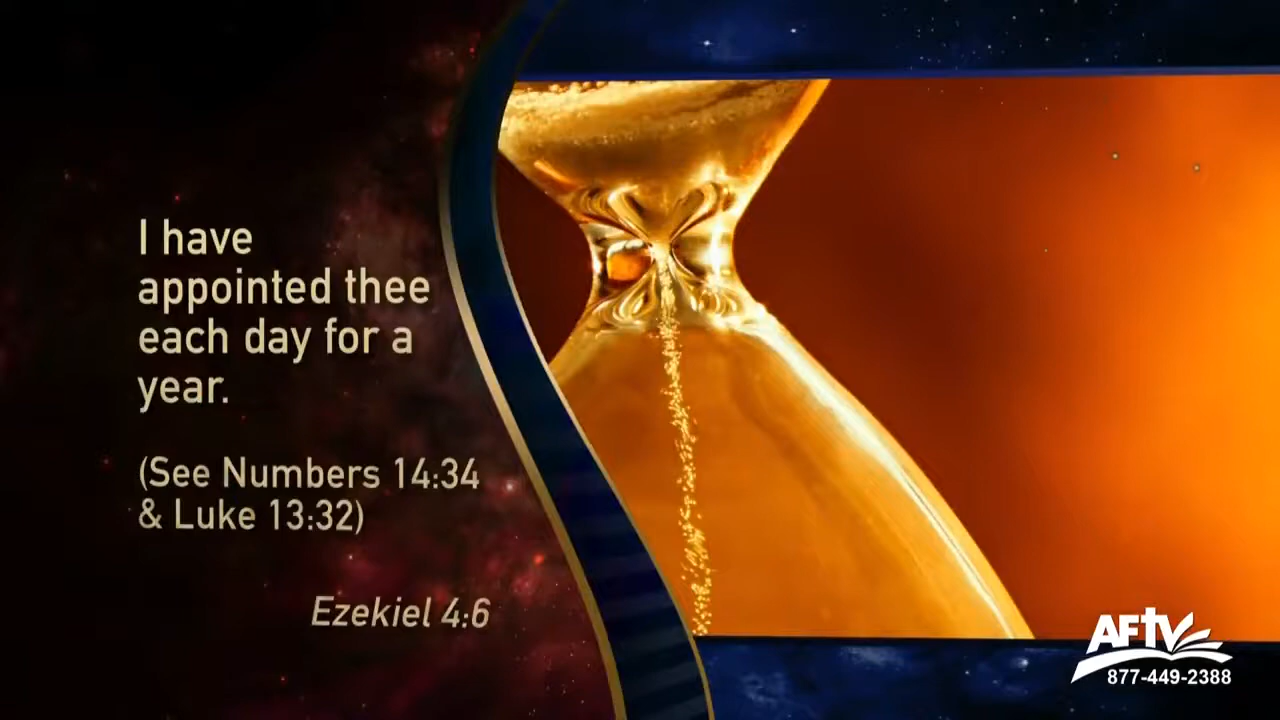 I have
appointed thee
each day for a
year.
(See Numbers 14:34
& Luke 13:32)
Ezekiel 4:6
AFTV
877-449-2388